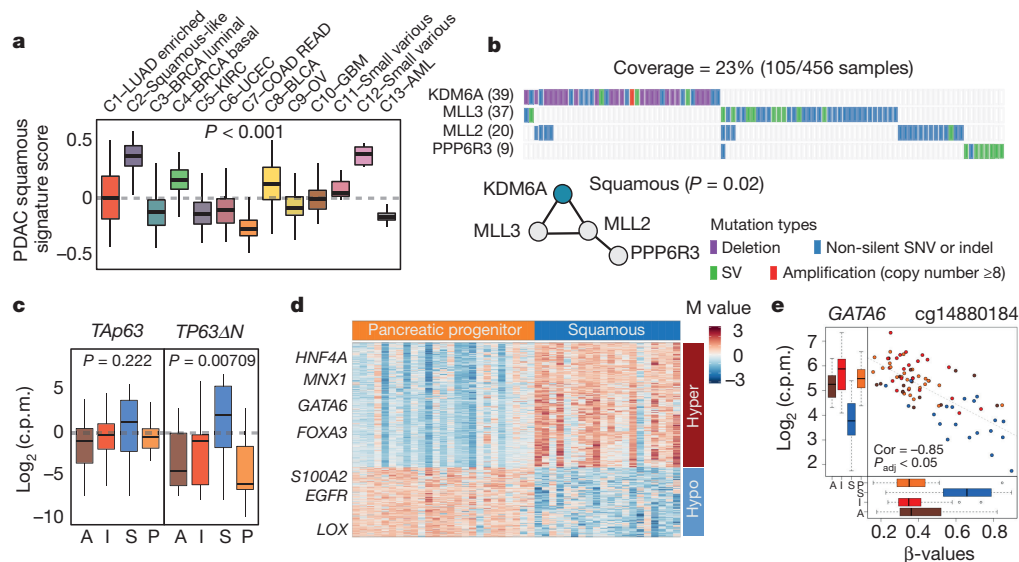 a
C1–LUAD enriched
C2–Squamous-like
C3–BRCA luminal
C4–BRCA basal
C5–KIRC
C6–UCEC
C7–COAD READ
C8–BLCA
C9–OV
C10–GBM
C11–Small various
C12–Small various
C13–AML
PDAC squamous
signature score
0.5
0
−0.5
P < 0.001
b
Coverage = 23% (105/456 samples)
KDM6A (39)
MLL3 (37)
MLL2 (20)
PPP6R3 (9)
KDM6A
Squamous (P = 0.02)
MLL3
MLL2
PPP6R3
Mutation types
Deletion
Non-silent SNV or indel
SV
Amplification (copy number ≥8)
c
TAp63
TP63ΔN
P = 0.222
P = 0.00709
Log2 (c.p.m.)
5
0
−5
−10
A I S P
A I S P
d
Pancreatic progenitor
Squamous
M value
3
2
0
−2
−3
HNF4A
MNX1
GATA6
FOXA3
S100A2
EGFR
LOX
Hyper
Hypo
e
GATA6
cg14880184
Log2 (c.p.m.)
7
6
5
4
3
2
Cor = −0.85
Padj < 0.05
A I S P
P
S
I
A
0.2 0.4 0.6 0.8
β-values